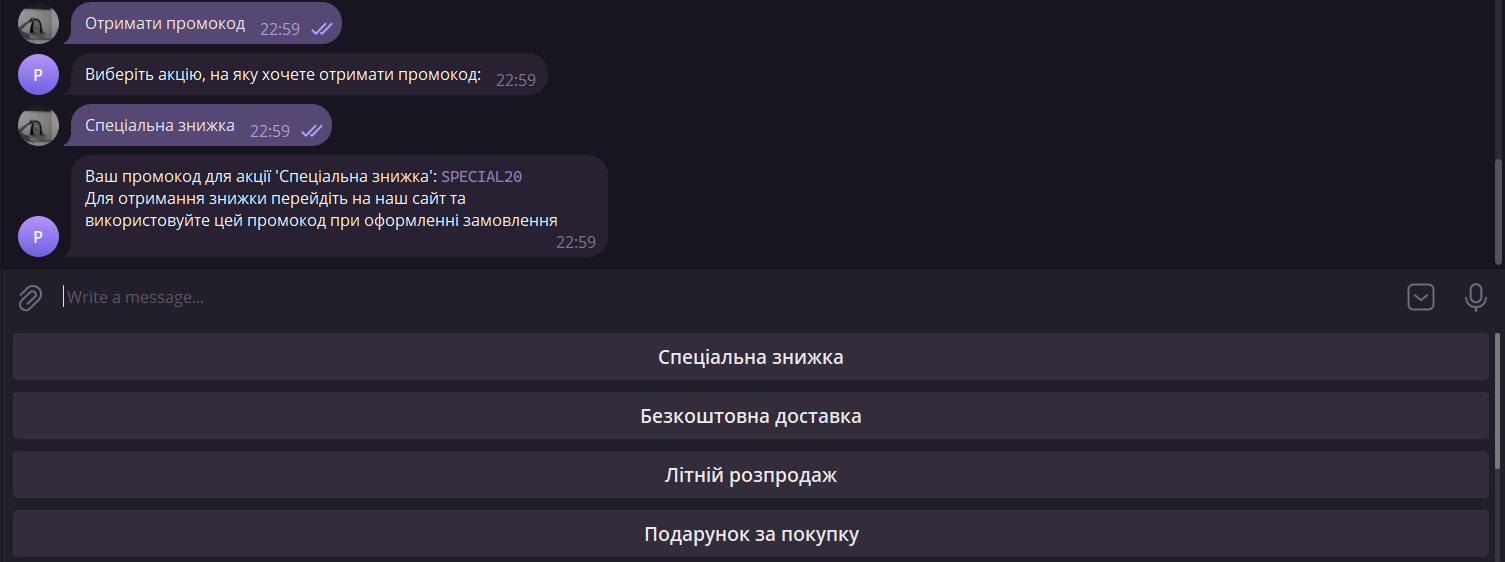 Отримати промокод 22:59
Р
Виберіть акцію, на яку хочете отримати промокод: 22:59
Спеціальна знижка 22:59
Ваш промокод для акції 'Спеціальна знижка': SPECIAL20
Для отримання знижки перейдіть на наш сайт та
використовуйте цей промокод при оформленні замовлення
Р
22:59
Write a message...
Спеціальна знижка
Безкоштовна доставка
Літній розпродаж
Подарунок за покупку